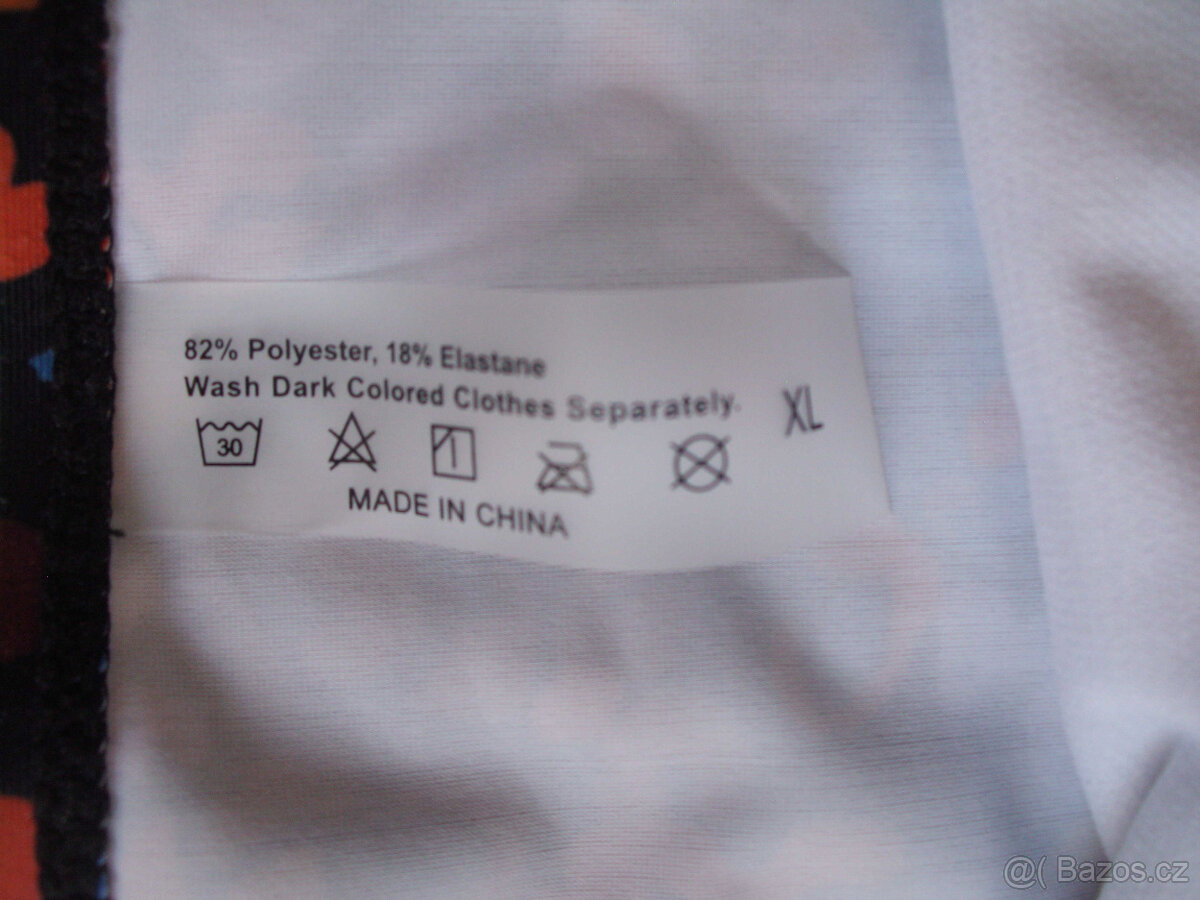 82% Polyester, 18% Elastane
Wash Dark Colored Clothes Separately.
XL
30
MADE IN CHINA
@( Bazos.cz